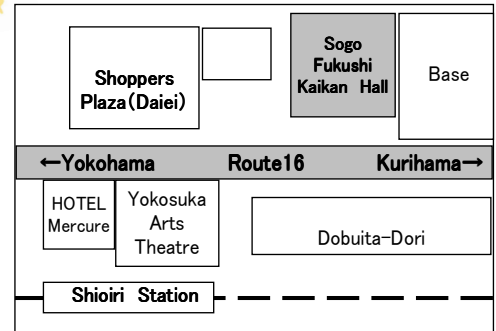 Shoppers
Plaza(Daiei)
Sogo
Fukushi
Kaikan Hall
Base
←Yokohama Route16 Kurihama→
HOTEL
Mercure
Yokosuka
Arts
Theatre
Dobuita-Dori
Shioiri Station